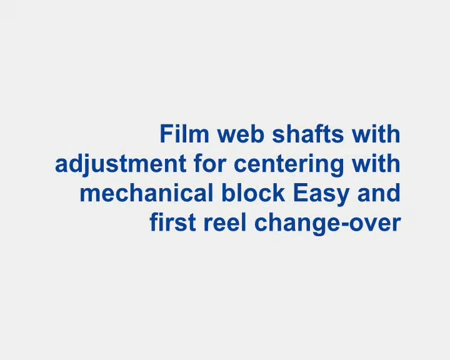 Film web shafts with
adjustment for centering with
mechanical block Easy and
first reel change-over